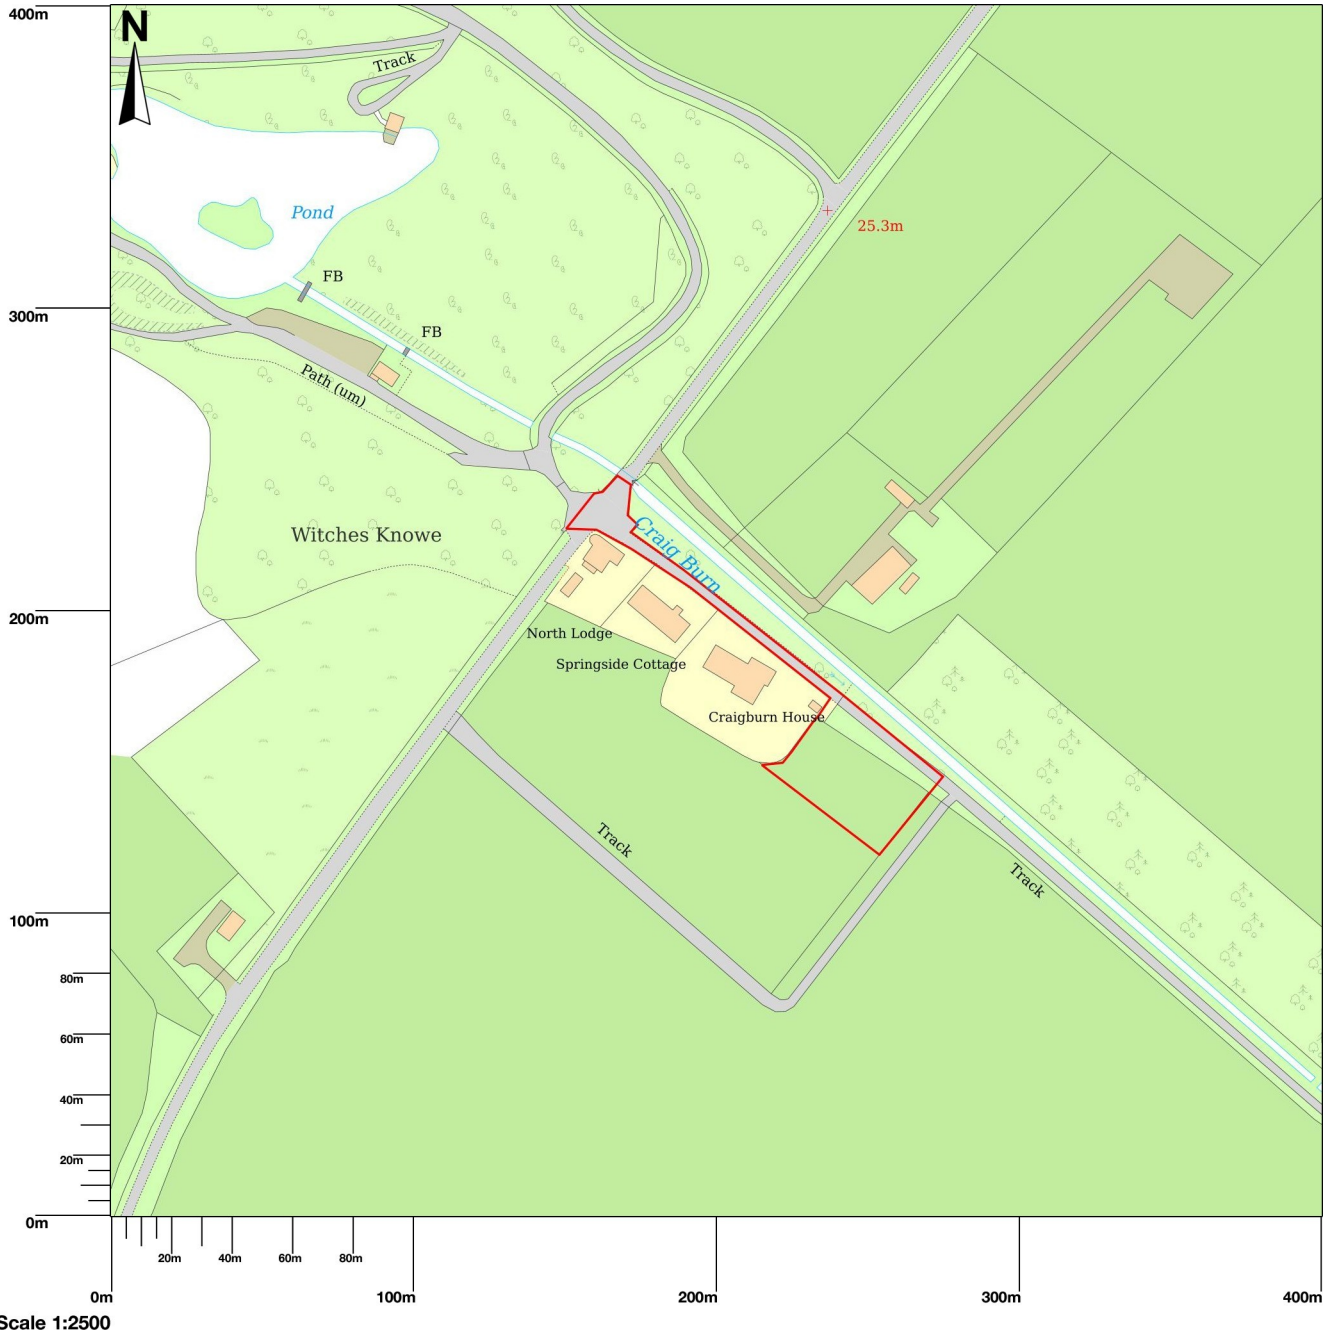 400m
N
Track
Pond
25.3m
FB
300m
FB
Path (um)
Craig Burn
Witches Knowe
200m
North Lodge
Springside Cottage
Craigburn House
Track
Track
100m
80m
60m
40m
20m
0m
20m 40m 60m 80m
0m 100m 200m 300m 400m
Scale 1:2500